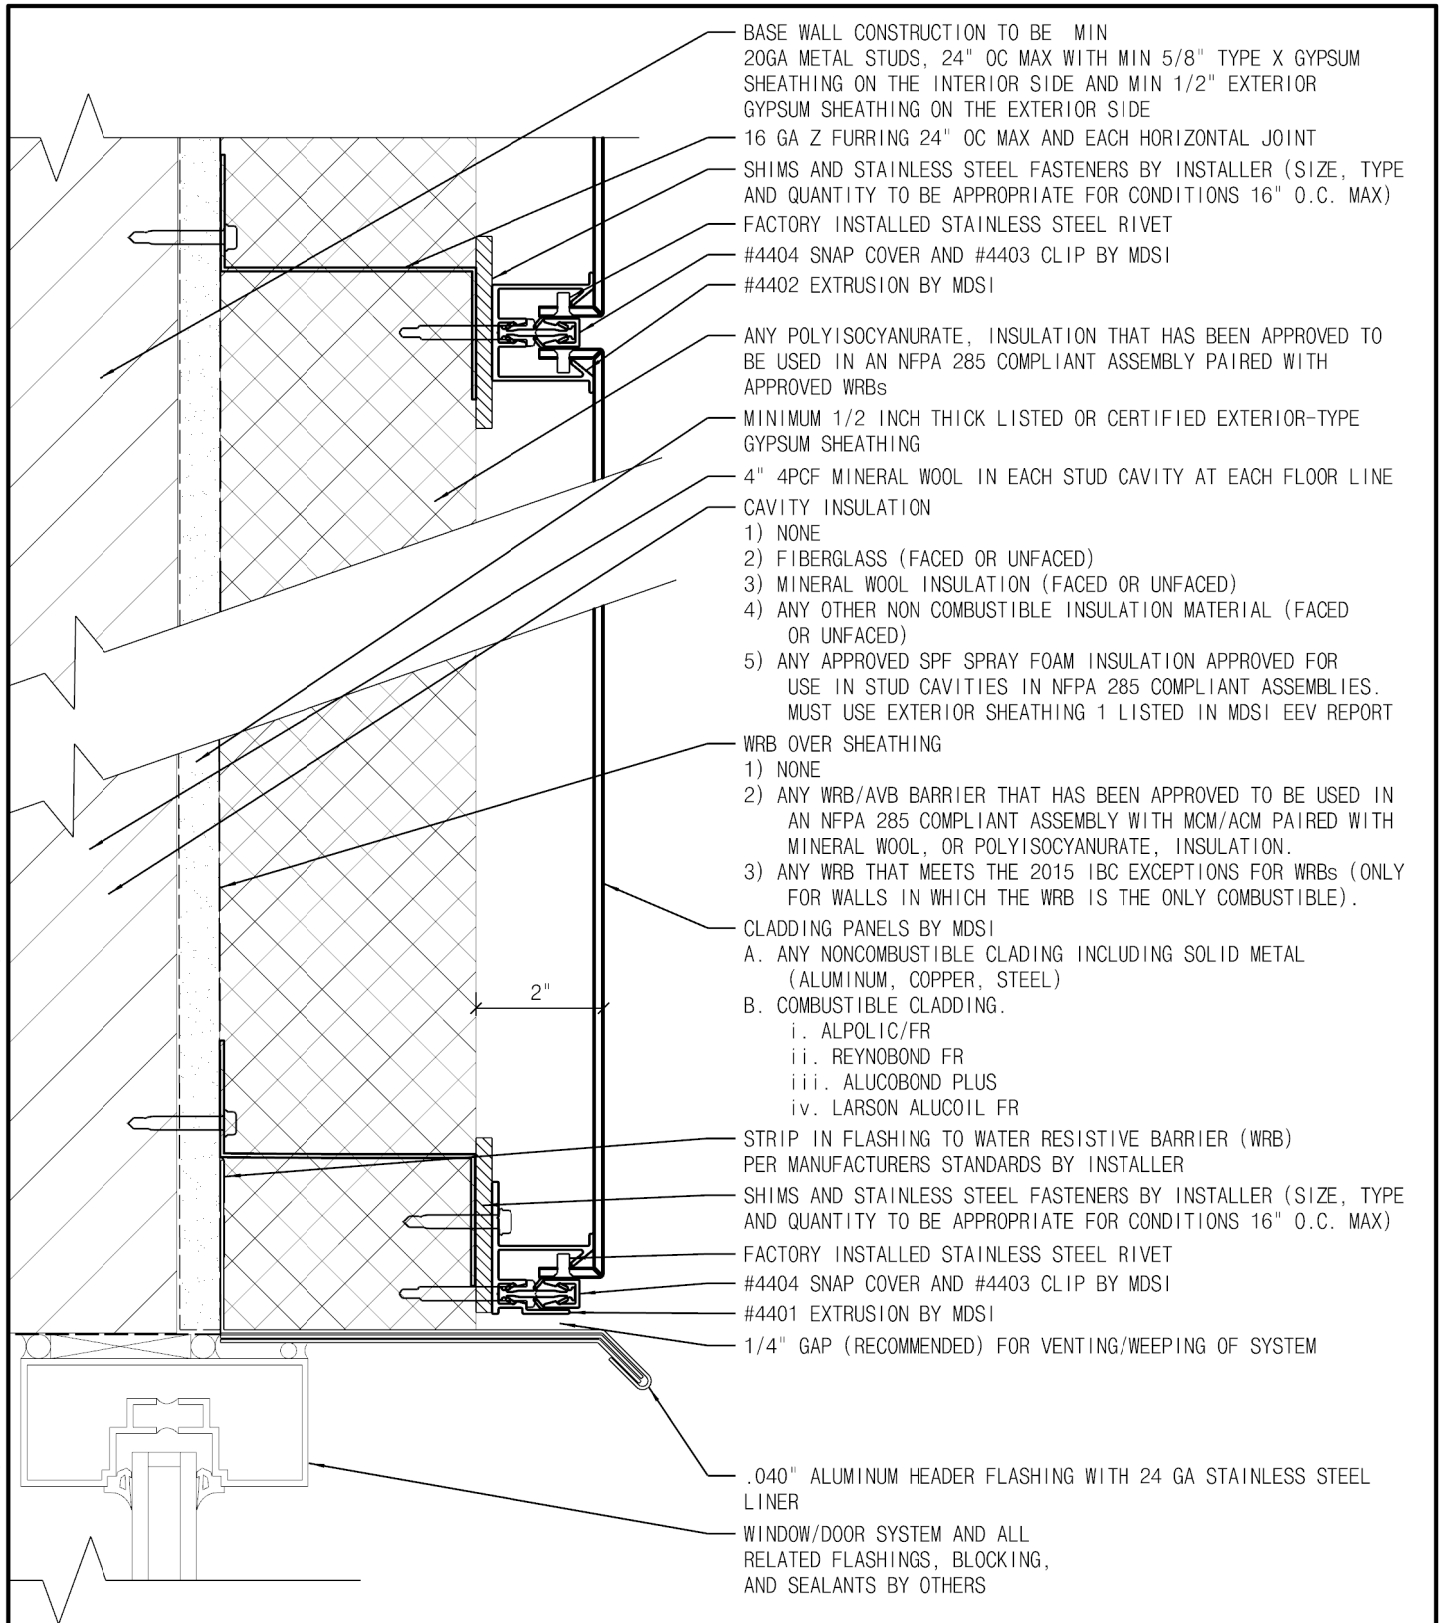 BASE WALL CONSTRUCTION TO BE MIN
20GA METAL STUDS, 24" OC MAX WITH MIN 5/8" TYPE X GYPSUM
SHEATHING ON THE INTERIOR SIDE AND MIN 1/2" EXTERIOR
GYPSUM SHEATHING ON THE EXTERIOR SIDE
16 GA Z FURRING 24" OC MAX AND EACH HORIZONTAL JOINT
SHIMS AND STAINLESS STEEL FASTENERS BY INSTALLER (SIZE, TYPE
AND QUANTITY TO BE APPROPRIATE FOR CONDITIONS 16" O.C. MAX)
FACTORY INSTALLED STAINLESS STEEL RIVET
#4404 SNAP COVER AND #4403 CLIP BY MDSI
#4402 EXTRUSION BY MDSI
ANY POLYISOCYANURATE, INSULATION THAT HAS BEEN APPROVED TO
BE USED IN AN NFPA 285 COMPLIANT ASSEMBLY PAIRED WITH
APPROVED WRBs
MINIMUM 1/2 INCH THICK LISTED OR CERTIFIED EXTERIOR-TYPE
GYPSUM SHEATHING
4" 4PCF MINERAL WOOL IN EACH STUD CAVITY AT EACH FLOOR LINE
CAVITY INSULATION
1) NONE
2) FIBERGLASS (FACED OR UNFACED)
3) MINERAL WOOL INSULATION (FACED OR UNFACED)
4) ANY OTHER NON COMBUSTIBLE INSULATION MATERIAL (FACED
OR UNFACED)
5) ANY APPROVED SPF SPRAY FOAM INSULATION APPROVED FOR
USE IN STUD CAVITIES IN NFPA 285 COMPLIANT ASSEMBLIES.
MUST USE EXTERIOR SHEATHING 1 LISTED IN MDSI EEV REPORT
WRB OVER SHEATHING
1) NONE
2) ANY WRB/AVB BARRIER THAT HAS BEEN APPROVED TO BE USED IN
AN NFPA 285 COMPLIANT ASSEMBLY WITH MCM/ACM PAIRED WITH
MINERAL WOOL, OR POLYISOCYANURATE, INSULATION.
3) ANY WRB THAT MEETS THE 2015 IBC EXCEPTIONS FOR WRBs (ONLY
FOR WALLS IN WHICH THE WRB IS THE ONLY COMBUSTIBLE).
CLADDING PANELS BY MDSI
A. ANY NONCOMBUSTIBLE CLADING INCLUDING SOLID METAL
(ALUMINUM, COPPER, STEEL)
2"
B. COMBUSTIBLE CLADDING.
i. ALPOLIC/FR
ii. REYNOBOND FR
iii. ALUCOBOND PLUS
iv. LARSON ALUCOIL FR
STRIP IN FLASHING TO WATER RESISTIVE BARRIER (WRB)
PER MANUFACTURERS STANDARDS BY INSTALLER
SHIMS AND STAINLESS STEEL FASTENERS BY INSTALLER (SIZE, TYPE
AND QUANTITY TO BE APPROPRIATE FOR CONDITIONS 16" O.C. MAX)
FACTORY INSTALLED STAINLESS STEEL RIVET
#4404 SNAP COVER AND #4403 CLIP BY MDSI
#4401 EXTRUSION BY MDSI
1/4" GAP (RECOMMENDED) FOR VENTING/WEEPING OF SYSTEM
.040" ALUMINUM HEADER FLASHING WITH 24 GA STAINLESS STEEL
LINER
WINDOW/DOOR SYSTEM AND ALL
RELATED FLASHINGS, BLOCKING,
AND SEALANTS BY OTHERS